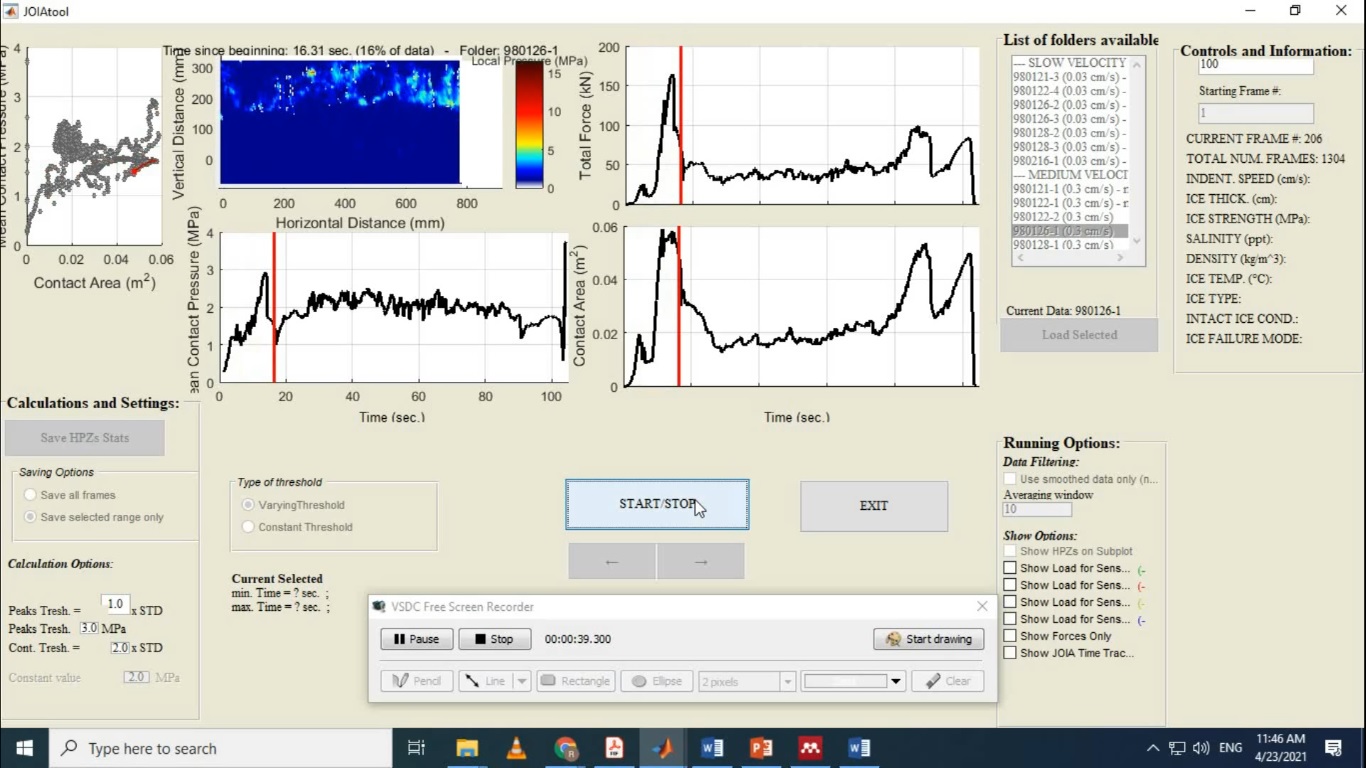 JOIAtool
Time since beginning: 16.31 sec. (16% of data) - Folder: 980126-1
Local Pressure (MPa)
4
3
2
1
0
0 0.02 0.04 0.06
Contact Area (m2)
Vertical Distance (mm)
300
200
100
0
0 200 400 600 800
Horizontal Distance (mm)
15
10
5
0
Total Force (kN)
200
150
100
50
0
an Contact Pressure (MPa)
4
3
2
1
0
0 20 40 60 80 100
Time (sec.)
Contact Area (m2)
0.06
0.04
0.02
0
Time (sec.)
List of folders available
--- SLOW VELOCITY
980121-3 (0.03 cm/s) -
980122-4 (0.03 cm/s) -
980126-2 (0.03 cm/s) -
980126-3 (0.03 cm/s) -
980128-2 (0.03 cm/s) -
980128-3 (0.03 cm/s) -
980216-1 (0.03 cm/s) -
--- MEDIUM VELOCI
980121-1 (0.3 cm/s) - r
980122-1 (0.3 cm/s) - r
980122-2 (0.3 cm/s)
980126-1 (0.3 cm/s)
980128-1 (0.3 cm/s)
Current Data: 980126-1
Load Selected
Controls and Information:
100
Starting Frame #:
1
CURRENT FRAME #: 206
TOTAL NUM. FRAMES: 1304
INDENT. SPEED (cm/s):
ICE THICK. (cm):
ICE STRENGTH (MPa):
SALINITY (ppt):
DENSITY (kg/m^3):
ICE TEMP. (°C):
ICE TYPE:
INTACT ICE COND.:
ICE FAILURE MODE:
Calculations and Settings:
Save HPZs Stats
Saving Options
Save all frames
Save selected range only
Calculation Options:
Peaks Tresh. = 1.0 x STD
Peaks Tresh. 3.0 MPa
Cont. Tresh. = 2.0 x STD
Constant value 2.0 MPa
Type of threshold
VaryingThreshold
Constant Threshold
Current Selected
min. Time = ? sec. ;
max. Time = ? sec. ;
START/STOP
EXIT
← →
Running Options:
Data Filtering:
Use smoothed data only (n...
Averaging window
10
Show Options:
Show HPZs on Subplot
Show Load for Sens... (-
Show Load for Sens... (-
Show Load for Sens... (-
Show Load for Sens... (-
Show Forces Only
Show JOIA Time Trac...
VSDC Free Screen Recorder
Pause Stop 00:00:39.300 Start drawing
Pencil Line Rectangle Ellipse 2 pixels Clear
Type here to search
ENG
11:46 AM
4/23/2021